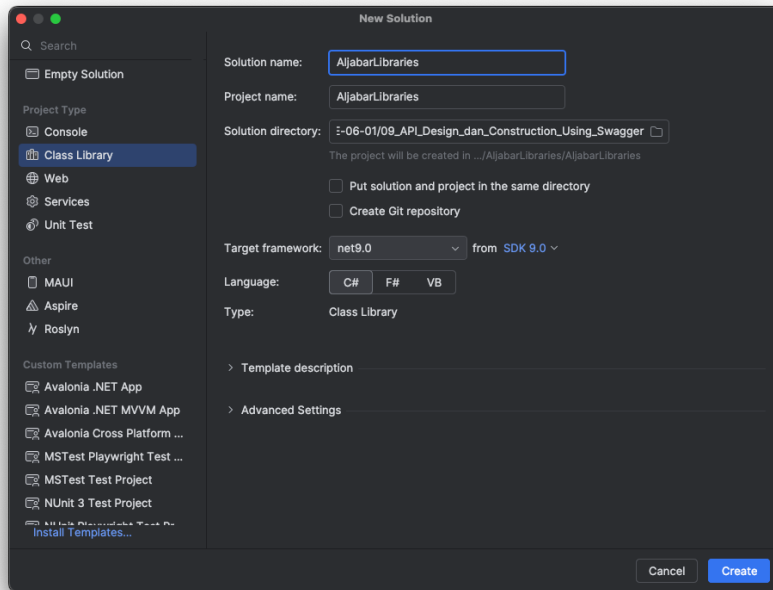 New Solution
Search
Empty Solution
Project Type
Console
Class Library
Web
Services
Unit Test
Other
MAUI
Aspire
Roslyn
Custom Templates
Avalonia .NET App
Avalonia .NET MVVM App
Avalonia Cross Platform ...
MSTest Playwright Test ...
MSTest Test Project
NUnit 3 Test Project
NUnit Playwright Test Pr
Install Templates...
Solution name: AljabarLibraries
Project name: AljabarLibraries
Solution directory: E-06-01/09_API_Design_dan_Construction_Using_Swagger
The project will be created in .../AljabarLibraries/AljabarLibraries
Put solution and project in the same directory
Create Git repository
Target framework: net9.0 from SDK 9.0
Language: C# F# VB
Type: Class Library
Template description
Advanced Settings
Cancel Create